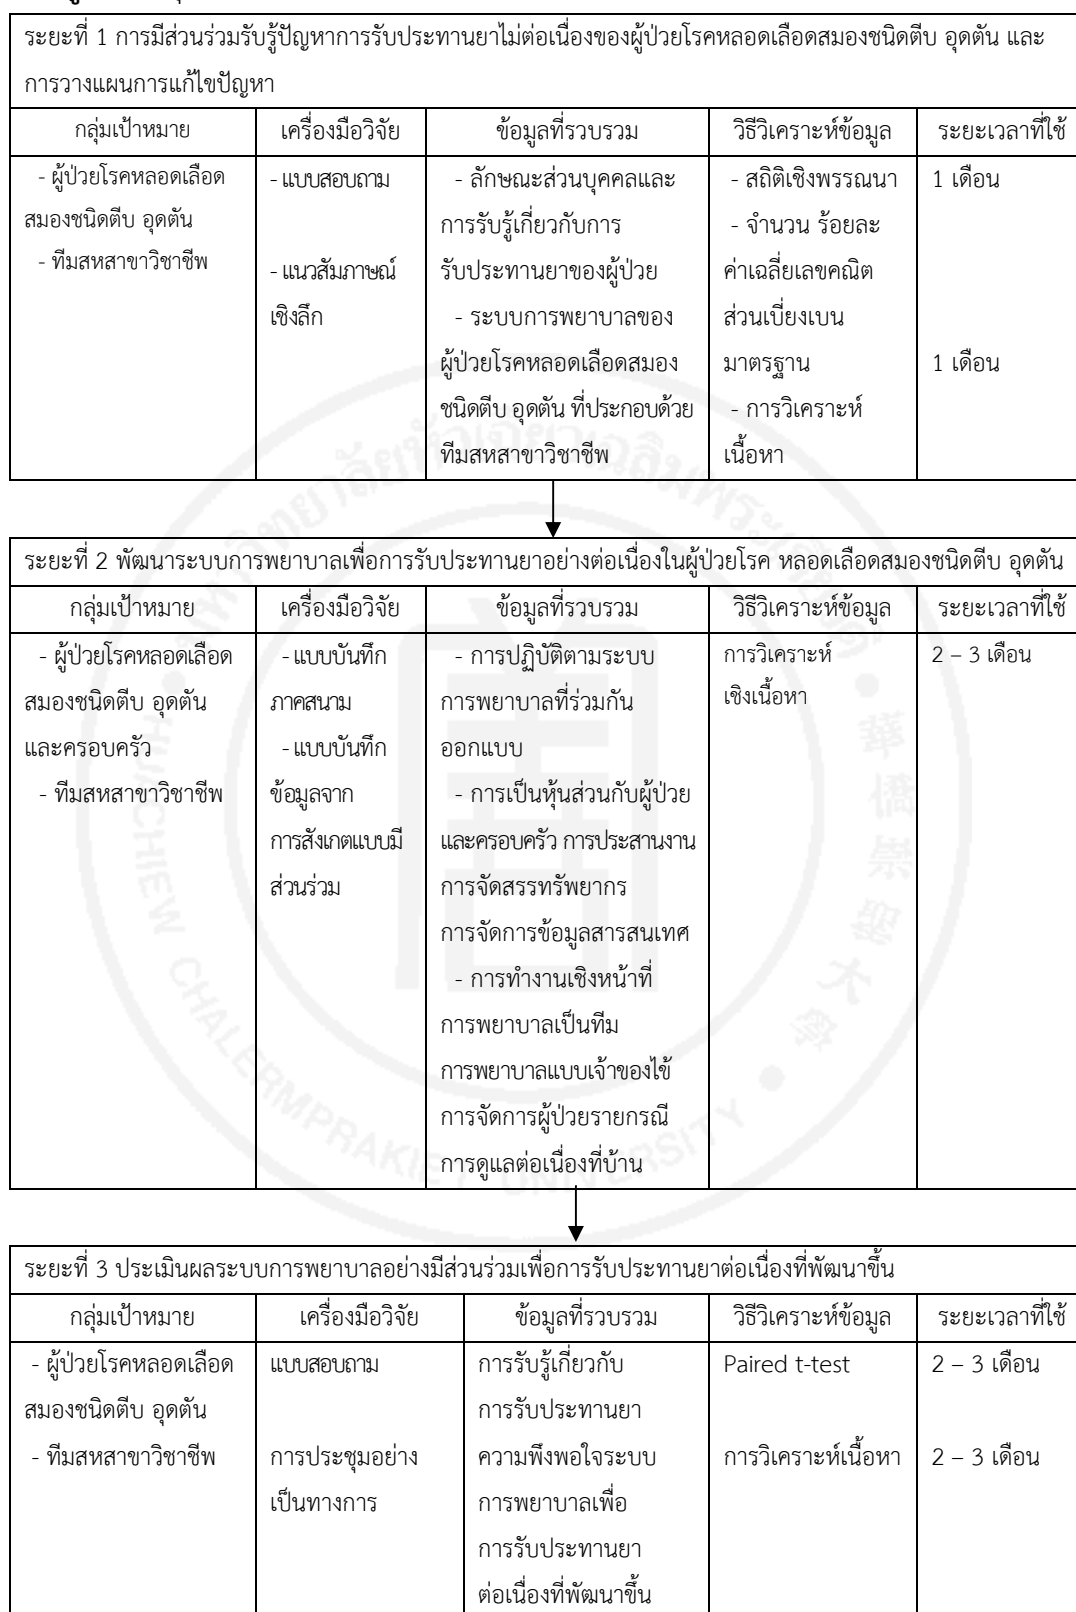 ระยะที่ 1 การมีส่วนร่วมรับรู้ปัญหาการรับประทานยาไม่ต่อเนื่องของผู้ป่วยโรคหลอดเลือดสมองชนิดตีบ อุดตัน และ
การวางแผนการแก้ไขปัญหา
กลุ่มเป้าหมาย
เครื่องมือวิจัย
ข้อมูลที่รวบรวม
วิธีวิเคราะห์ข้อมูล
ระยะเวลาที่ใช้
- ผู้ป่วยโรคหลอดเลือด
สมองชนิดตีบ อุดตัน
- ทีมสหสาขาวิชาชีพ
- แบบสอบถาม
- แนวสัมภาษณ์
เชิงลึก
- ลักษณะส่วนบุคคลและ
การรับรู้เกี่ยวกับการ
รับประทานยาของผู้ป่วย
- ระบบการพยาบาลของ
ผู้ป่วยโรคหลอดเลือดสมอง
ชนิดตีบ อุดตัน ที่ประกอบด้วย
ทีมสหสาขาวิชาชีพ
- สถิติเชิงพรรณนา
- จำนวน ร้อยละ
ค่าเฉลี่ยเลขคณิต
ส่วนเบี่ยงเบน
มาตรฐาน
- การวิเคราะห์
เนื้อหา
1 เดือน
1 เดือน
ระยะที่ 2 พัฒนาระบบการพยาบาลเพื่อการรับประทานยาอย่างต่อเนื่องในผู้ป่วยโรค หลอดเลือดสมองชนิดตีบ อุดตัน
กลุ่มเป้าหมาย
เครื่องมือวิจัย
ข้อมูลที่รวบรวม
วิธีวิเคราะห์ข้อมูล
ระยะเวลาที่ใช้
- ผู้ป่วยโรคหลอดเลือด
สมองชนิดตีบ อุดตัน
และครอบครัว
- ทีมสหสาขาวิชาชีพ
- แบบบันทึก
ภาคสนาม
- แบบบันทึก
ข้อมูลจาก
การสังเกตแบบมี
ส่วนร่วม
- การปฏิบัติตามระบบ
การพยาบาลที่ร่วมกัน
ออกแบบ
- การเป็นหุ้นส่วนกับผู้ป่วย
และครอบครัว การประสานงาน
การจัดสรรทรัพยากร
การจัดการข้อมูลสารสนเทศ
- การทำงานเชิงหน้าที่
การพยาบาลเป็นทีม
การพยาบาลแบบเจ้าของไข้
การจัดการผู้ป่วยรายกรณี
การดูแลต่อเนื่องที่บ้าน
การวิเคราะห์
เชิงเนื้อหา
2 – 3 เดือน
ระยะที่ 3 ประเมินผลระบบการพยาบาลอย่างมีส่วนร่วมเพื่อการรับประทานยาต่อเนื่องที่พัฒนาขึ้น
กลุ่มเป้าหมาย
เครื่องมือวิจัย
ข้อมูลที่รวบรวม
วิธีวิเคราะห์ข้อมูล
ระยะเวลาที่ใช้
- ผู้ป่วยโรคหลอดเลือด
สมองชนิดตีบ อุดตัน
- ทีมสหสาขาวิชาชีพ
แบบสอบถาม
การประชุมอย่าง
เป็นทางการ
การรับรู้เกี่ยวกับ
การรับประทานยา
ความพึงพอใจระบบ
การพยาบาลเพื่อ
การรับประทานยา
ต่อเนื่องที่พัฒนาขึ้น
Paired t-test
การวิเคราะห์เนื้อหา
2 – 3 เดือน
2 – 3 เดือน
มหาวิทยาลัยหัวเฉียวเฉลิมพระเกียรติ
HUACHIEW CHALERMPRAKIET UNIVERSITY
華僑崇聖大學